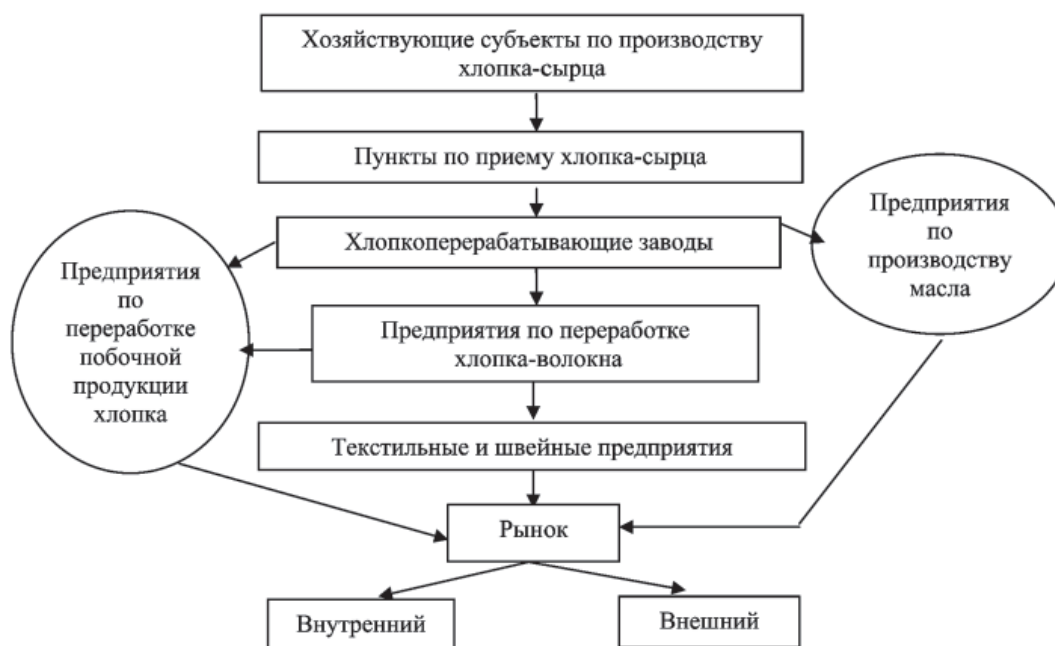 Хозяйствующие субъекты по производству
хлопка-сырца
Пункты по приему хлопка-сырца
Предприятия
по
производству
масла
Хлопкоперерабатывающие заводы
Предприятия
по
переработке
побочной
продукции
хлопка
Предприятия по переработке
хлопка-волокна
Текстильные и швейные предприятия
Рынок
Внутренний
Внешний